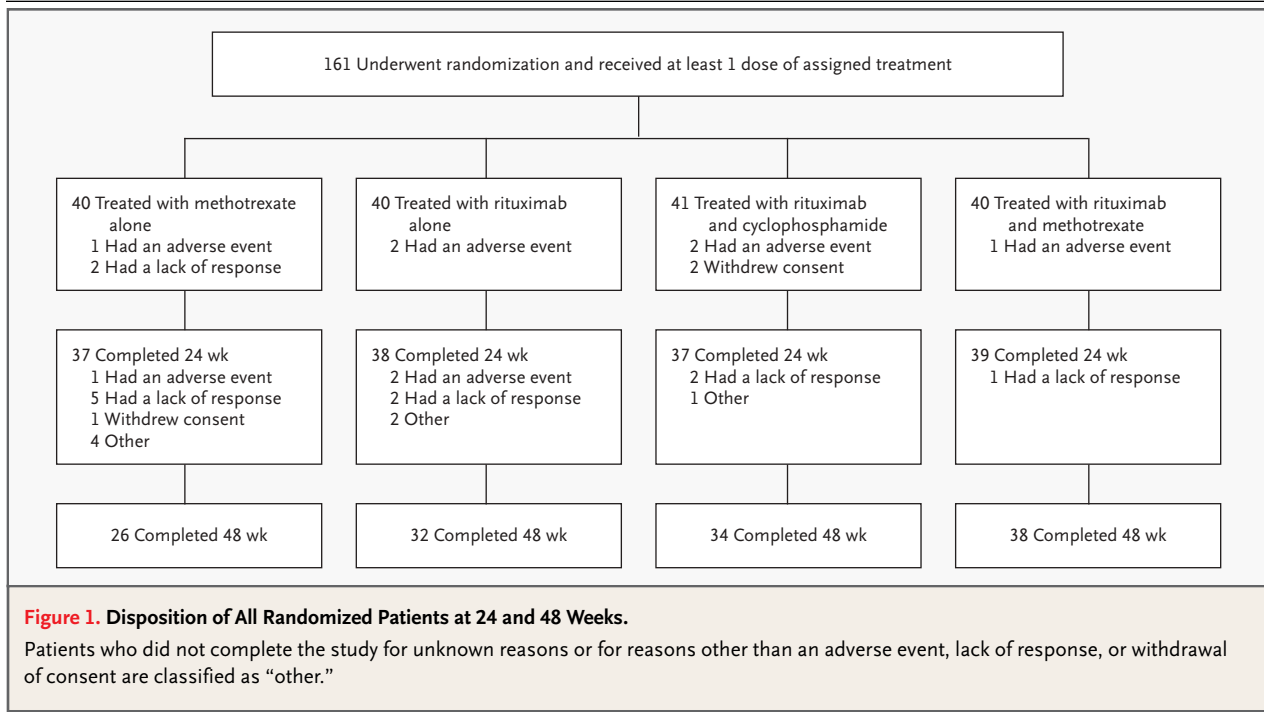 161 Underwent randomization and received at least 1 dose of assigned treatment
40 Treated with methotrexate
alone
1 Had an adverse event
2 Had a lack of response
40 Treated with rituximab
alone
2 Had an adverse event
41 Treated with rituximab
and cyclophosphamide
2 Had an adverse event
2 Withdrew consent
40 Treated with rituximab
and methotrexate
1 Had an adverse event
37 Completed 24 wk
1 Had an adverse event
5 Had a lack of response
1 Withdrew consent
4 Other
38 Completed 24 wk
2 Had an adverse event
2 Had a lack of response
2 Other
37 Completed 24 wk
2 Had a lack of response
1 Other
39 Completed 24 wk
1 Had a lack of response
26 Completed 48 wk
32 Completed 48 wk
34 Completed 48 wk
38 Completed 48 wk
Figure 1. Disposition of All Randomized Patients at 24 and 48 Weeks.
Patients who did not complete the study for unknown reasons or for reasons other than an adverse event, lack of response, or withdrawal
of consent are classified as “other.”